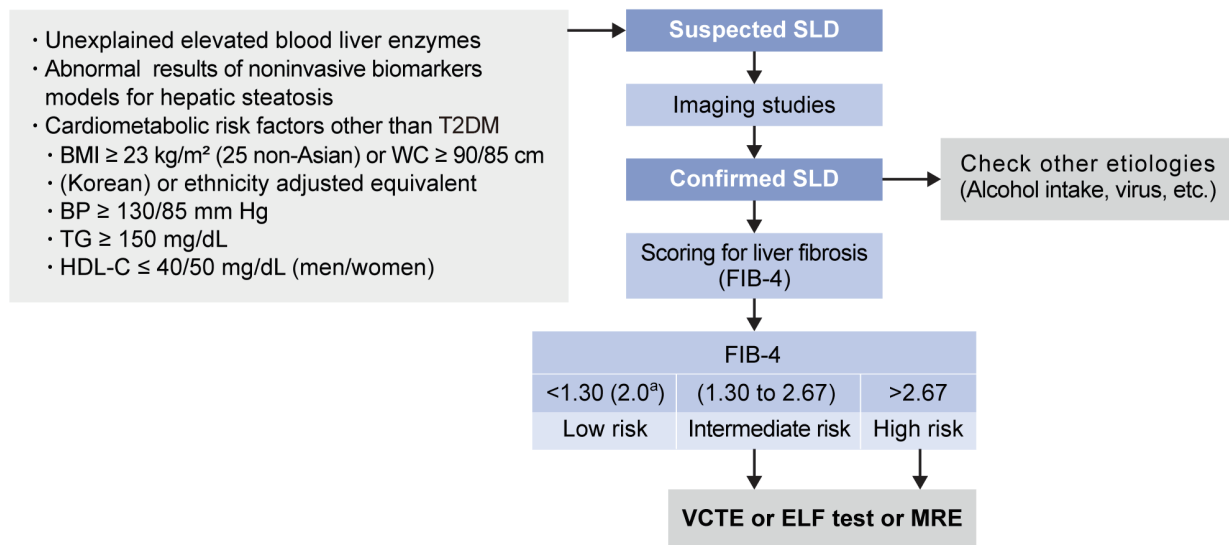 · Unexplained elevated blood liver enzymes
· Abnormal results of noninvasive biomarkers
models for hepatic steatosis
· Cardiometabolic risk factors other than T2DM
· BMI ≥ 23 kg/m² (25 non-Asian) or WC ≥ 90/85 cm
· (Korean) or ethnicity adjusted equivalent
· BP ≥ 130/85 mm Hg
· TG ≥ 150 mg/dL
· HDL-C ≤ 40/50 mg/dL (men/women)
Suspected SLD
Imaging studies
Confirmed SLD
Check other etiologies
(Alcohol intake, virus, etc.)
Scoring for liver fibrosis
(FIB-4)
FIB-4
<1.30 (2.0ᵃ) (1.30 to 2.67) >2.67
Low risk Intermediate risk High risk
VCTE or ELF test or MRE